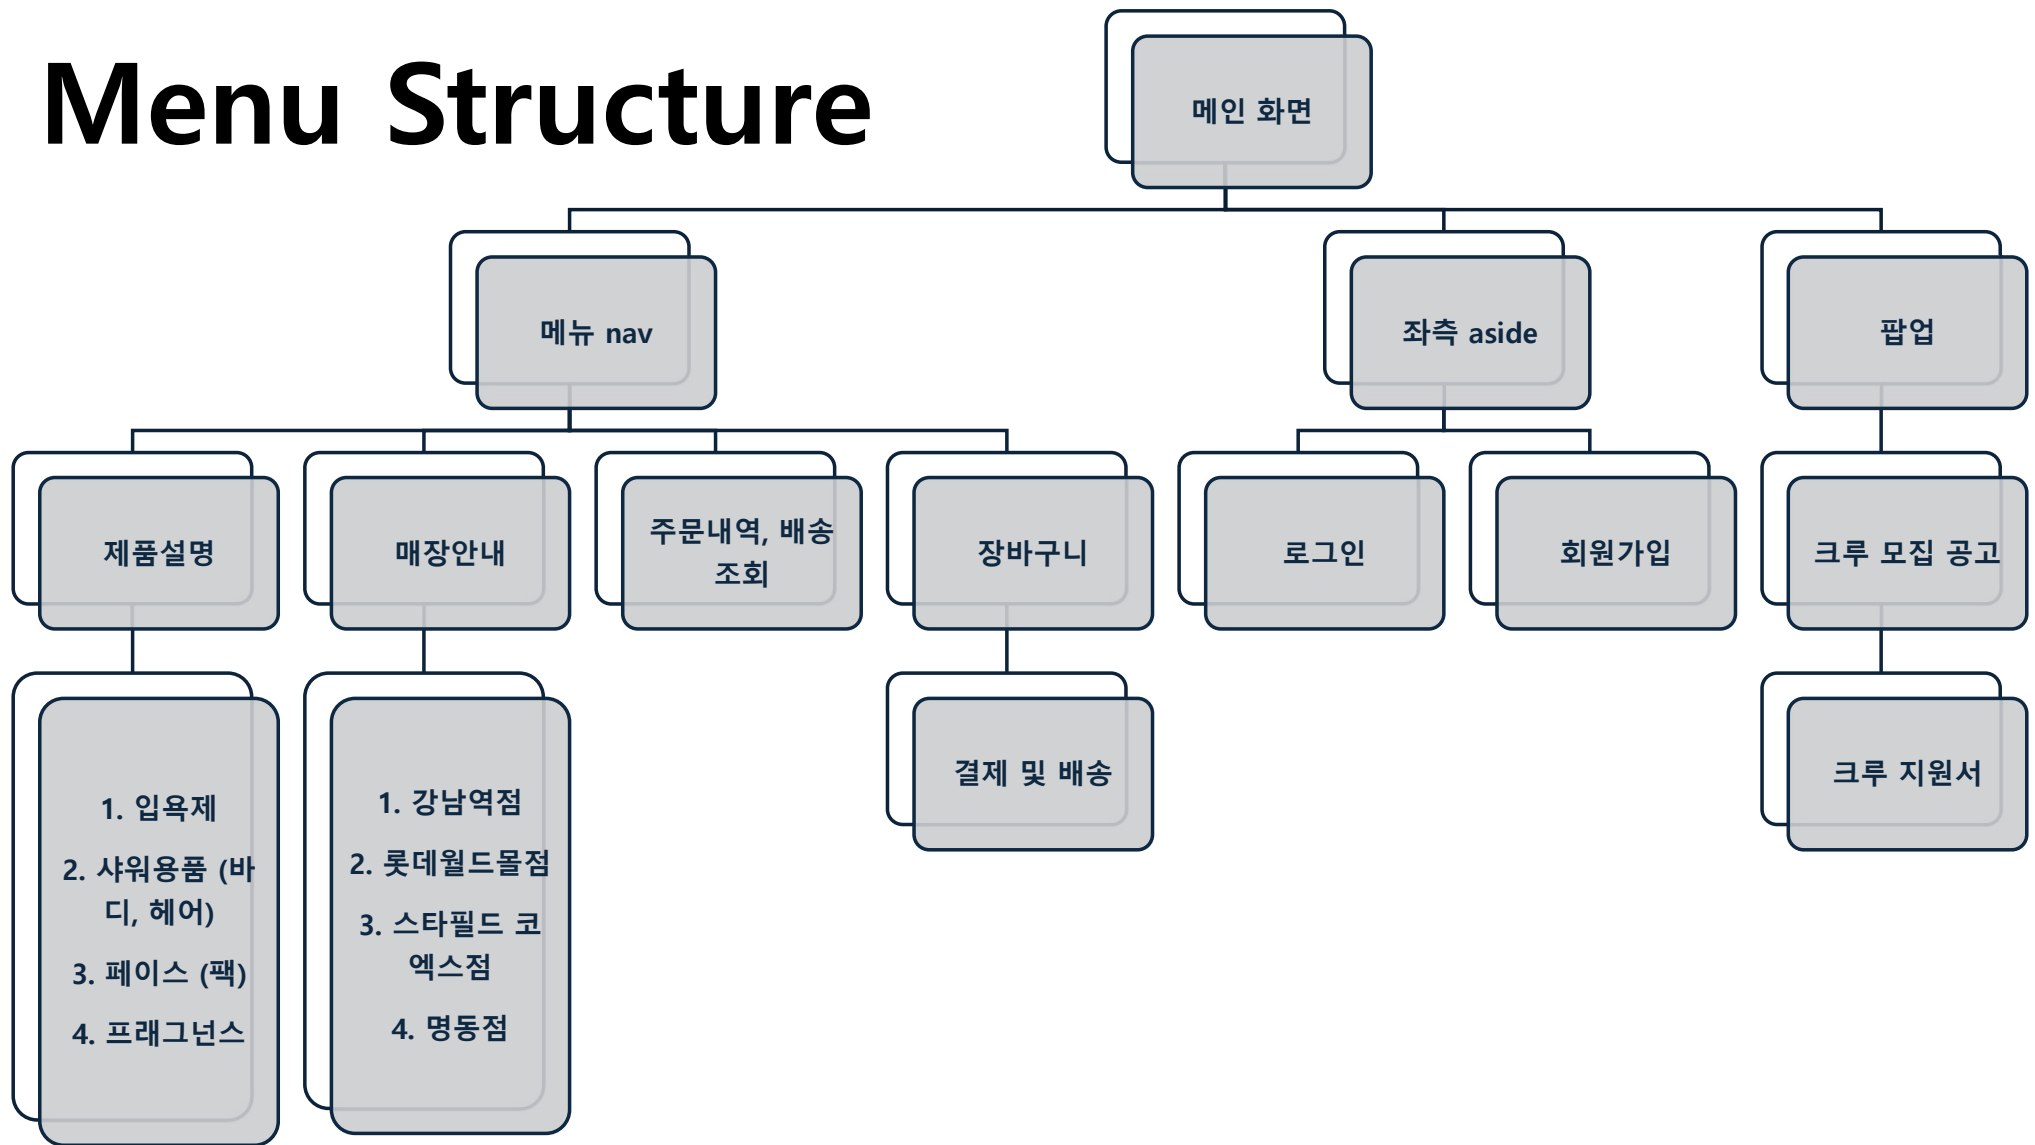 Menu Structure
메인 화면
메뉴 nav
좌측 aside
팝업
제품설명
매장안내
주문내역, 배송
조회
장바구니
로그인
회원가입
크루 모집 공고
1. 입욕제
2. 샤워용품 (바
디, 헤어)
3. 페이스 (팩)
4. 프래그넌스
1. 강남역점
2. 롯데월드몰점
3. 스타필드 코
엑스점
4. 명동점
결제 및 배송
크루 지원서